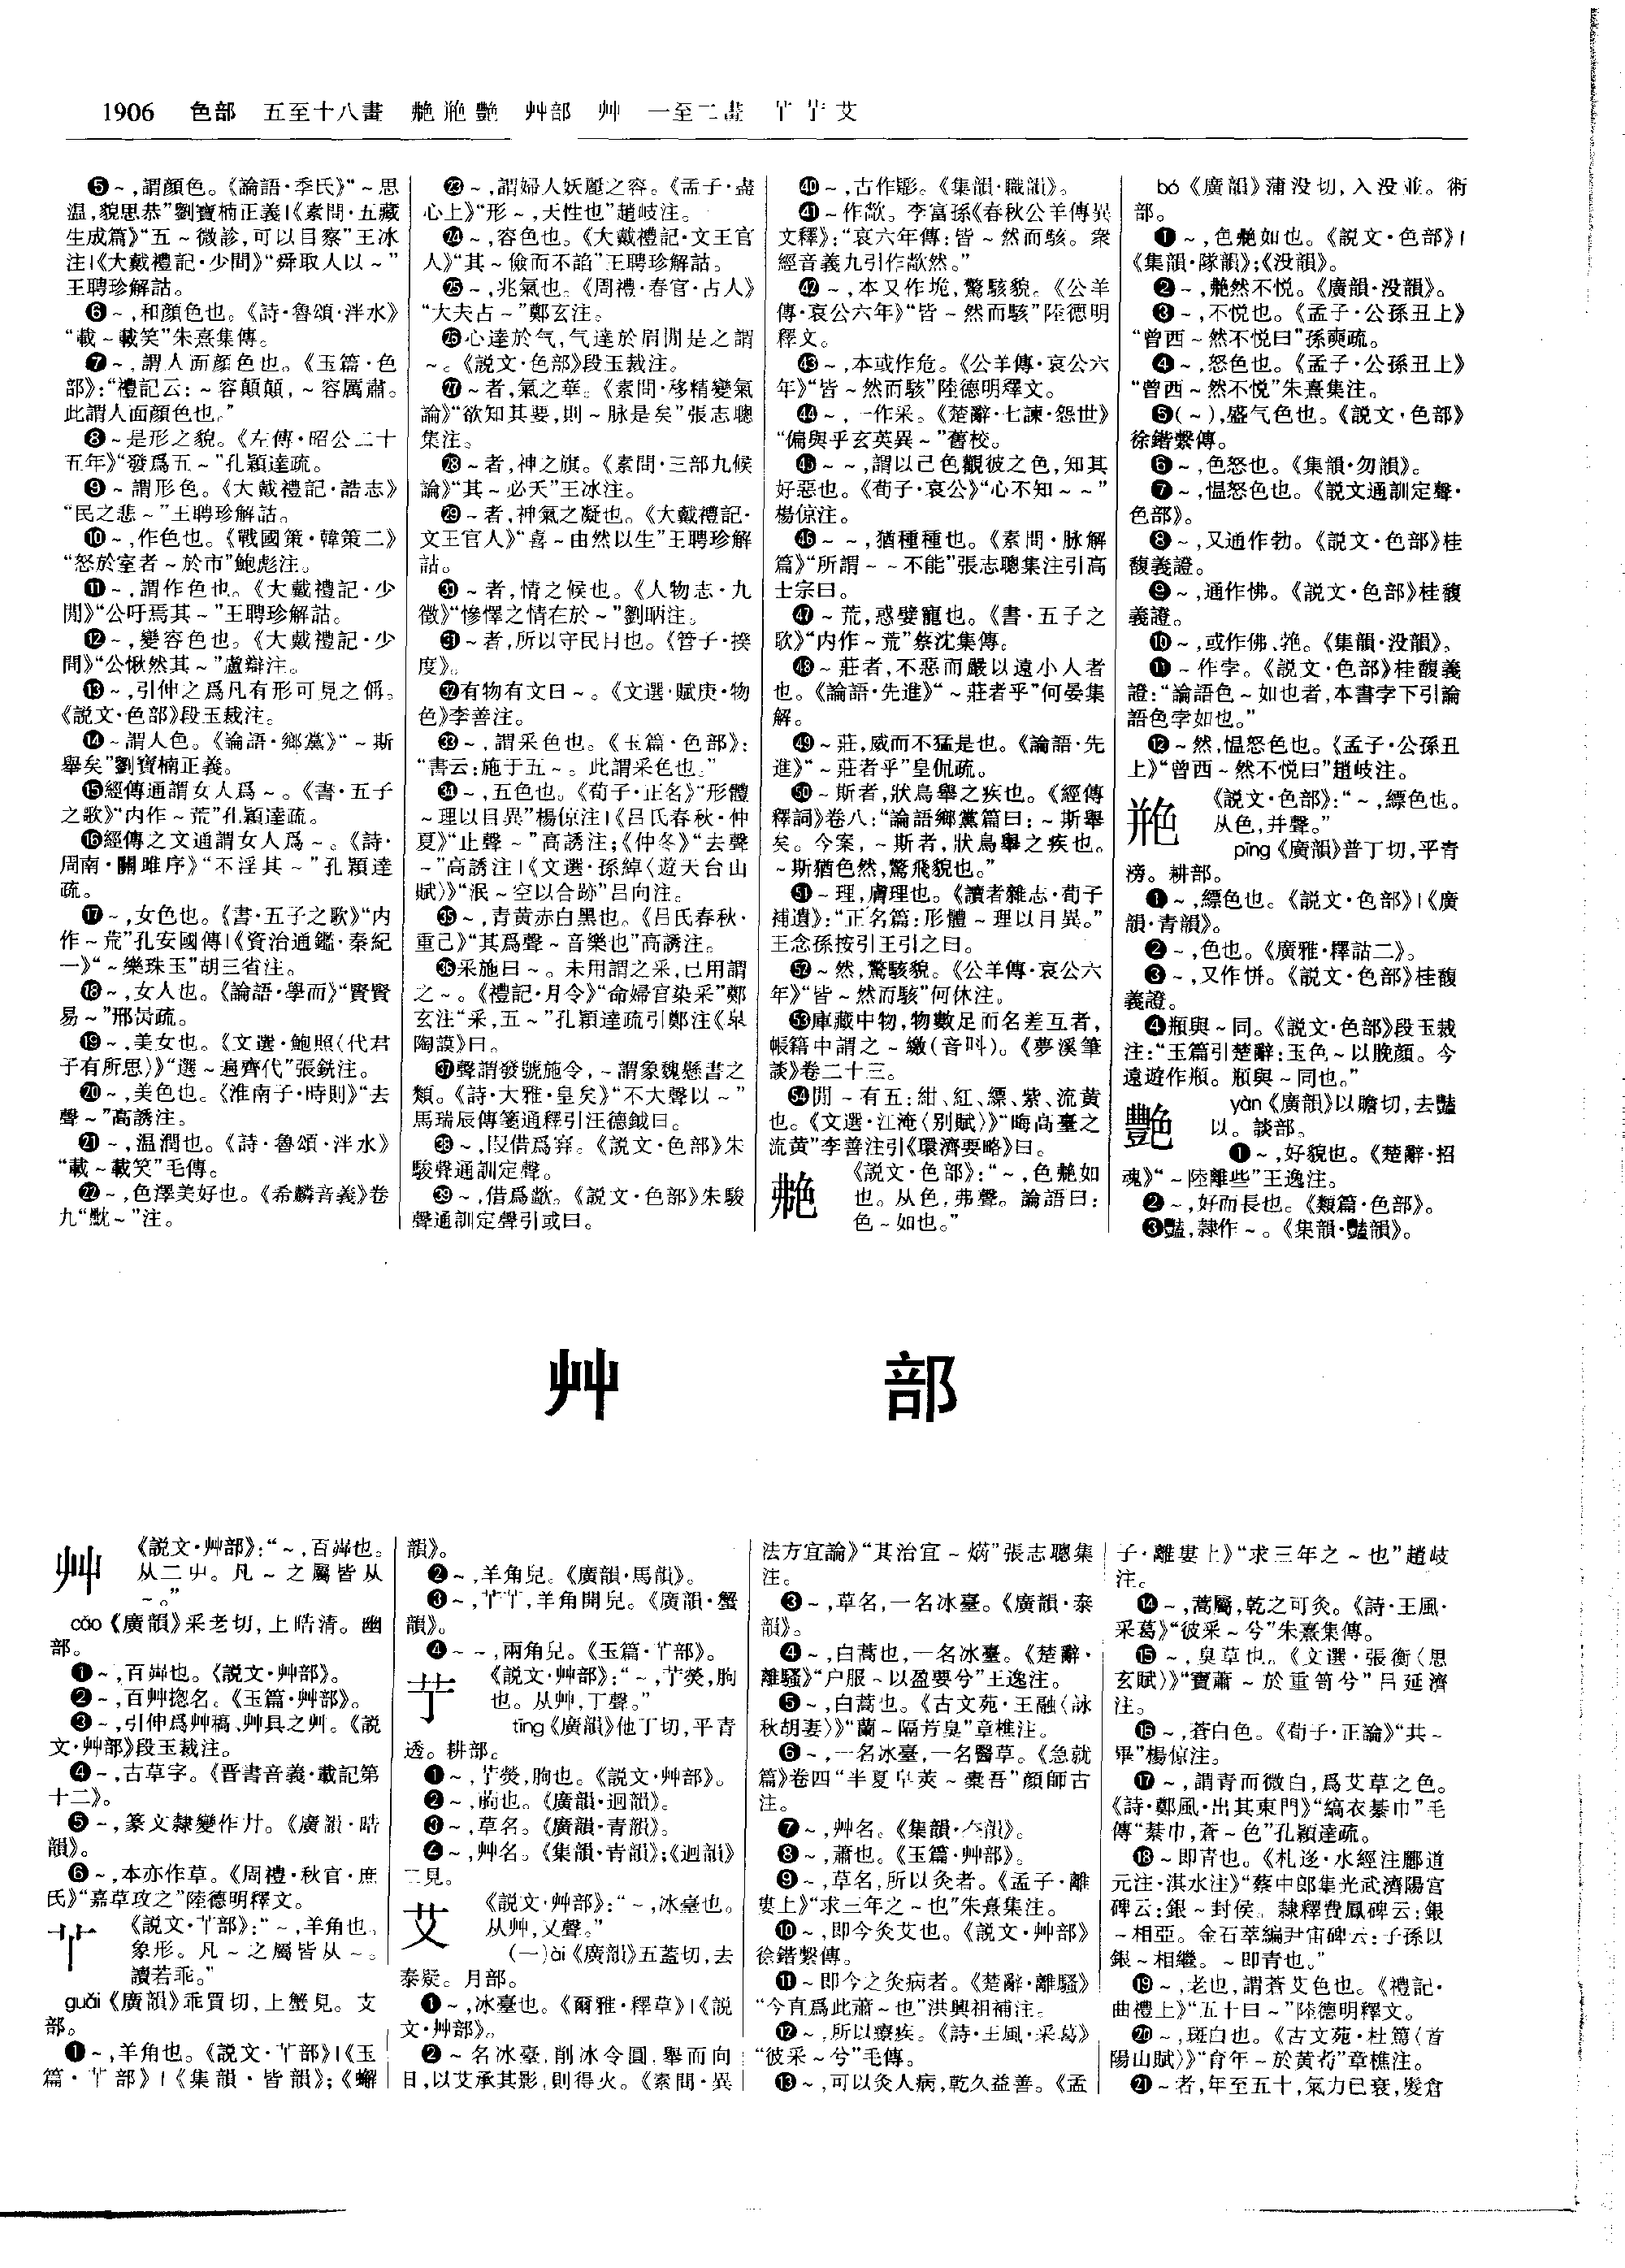 1906 色部 五至十八畫 艴 艵 艷 艸部 艸 一至二畫 艼 艾
❺~,謂顔色。《論語·季氏》“~思
温,貌思恭”劉寶楠正義|《素問·五藏
生成篇》“五~微診,可以目察”王冰
注|《大戴禮記·少間》“舜取人以~”
王聘珍解詁。
❻~,和顔色也。《詩·魯頌·泮水》
“載~載笑”朱熹集傳。
❼~,謂人面顔色也。《玉篇·色
部》:“禮記云:~容顛顛,~容厲肅。
此謂人面顔色也。”
❽~是形之貌。《左傳·昭公二十
五年》“發爲五~”孔穎達疏。
❾~謂形色。《大戴禮記·誥志》
“民之悲~”王聘珍解詁。
❿~,作色也。《戰國策·韓策二》
“怒於室者~於市”鮑彪注。
⓫~,謂作色也。《大戴禮記·少
閒》“公吁焉其~”王聘珍解詁。
⓬~,變容色也。《大戴禮記·少
間》“公愀然其~”盧辯注。
⓭~,引伸之爲凡有形可見之偁。
《説文·色部》段玉裁注。
⓮~謂人色。《論語·鄉黨》“~斯
舉矣”劉寶楠正義。
⓯經傳通謂女人爲~。《書·五子
之歌》“内作~荒”孔穎達疏。
⓰經傳之文通謂女人爲~。《詩·
周南·關雎序》“不淫其~”孔穎達
疏。
⓱~,女色也。《書·五子之歌》“内
作~荒”孔安國傳|《資治通鑑·秦紀
一》“~樂珠玉”胡三省注。
⓲~,女人也。《論語·學而》“賢賢
易~”邢昺疏。
⓳~,美女也。《文選·鮑照〈代君
子有所思〉》“選~遍齊代”張銑注。
⓴~,美色也。《淮南子·時則》“去
聲~”高誘注。
㉑~,温潤也。《詩·魯頌·泮水》
“載~載笑”毛傳。
㉒~,色澤美好也。《希麟音義》卷
九“~”注。
㉓~,謂婦人妖麗之容。《孟子·盡
心上》“形~,天性也”趙岐注。
㉔~,容色也。《大戴禮記·文王官
人》“其~儉而不諂”王聘珍解詁。
㉕~,兆氣也。《周禮·春官·占人》
“大夫占~”鄭玄注。
㉖心達於气,气達於眉閒是之謂
~。《説文·色部》段玉裁注。
㉗~者,氣之華。《素問·移精變氣
論》“欲知其要,則~脉是矣”張志聰
集注。
㉘~者,神之旗。《素問·三部九候
論》“其~必夭”王冰注。
㉙~者,神氣之凝也。《大戴禮記·
文王官人》“喜~由然以生”王聘珍解
詁。
㉚~者,情之候也。《人物志·九
徵》“慘懌之情在於~”劉昞注。
㉛~者,所以守民目也。《管子·揆
度》。
㉜有物有文曰~。《文選·賦庚·物
色》李善注。
㉝~,謂采色也。《玉篇·色部》:
“書云:施于五~。此謂采色也。”
㉞~,五色也。《荀子·正名》“形體
~理以目異”楊倞注|《吕氏春秋·仲
夏》“止聲~”高誘注;《仲冬》“去聲
~”高誘注|《文選·孫綽〈遊天台山
賦〉》“泯~空以合跡”吕向注。
㉟~,青黄赤白黑也。《吕氏春秋·
重己》“其爲聲~音樂也”高誘注。
㊱采施曰~。未用謂之采,已用謂
之~。《禮記·月令》“命婦官染采”鄭
玄注“采,五~”孔穎達疏引鄭注《臯
陶謨》曰。
㊲聲謂發號施令,~謂象魏懸書之
類。《詩·大雅·皇矣》“不大聲以~”
馬瑞辰傳箋通釋引汪德鉞曰。
㊳~,叚借爲穽。《説文·色部》朱
駿聲通訓定聲。
㊴~,借爲歡。《説文·色部》朱駿
聲通訓定聲引或曰。
㊵~,古作。《集韻·職韻》。
㊶~作歘。李富孫《春秋公羊傳異
文釋》:“哀六年傳:皆~然而駭。衆
經音義九引作歘然。”
㊷~,本又作垝,驚駭貌。《公羊
傳·哀公六年》“皆~然而駭”陸德明
釋文。
㊸~,本或作危。《公羊傳·哀公六
年》“皆~然而駭”陸德明釋文。
㊹~,一作采。《楚辭·七諫·怨世》
“偏與乎玄英異~”舊校。
㊺~~,謂以己色觀彼之色,知其
好惡也。《荀子·哀公》“心不知~~”
楊倞注。
㊻~~,猶種種也。《素問·脉解
篇》“所謂~~不能”張志聰集注引高
士宗曰。
㊼~荒,惑嬖寵也。《書·五子之
歌》“内作~荒”蔡沈集傳。
㊽~莊者,不惡而嚴以遠小人者
也。《論語·先進》“~莊者乎”何晏集
解。
㊾~莊,威而不猛是也。《論語·先
進》“~莊者乎”皇侃疏。
㊿~斯者,狀鳥舉之疾也。《經傳
釋詞》卷八:“論語鄉黨篇曰:~斯舉
矣。今案,~斯者,狀鳥舉之疾也。
~斯猶色然,驚飛貌也。”
51~理,膚理也。《讀書雜志·荀子
補遺》:“正名篇:形體~理以目異。”
王念孫按引王引之曰。
52~然,驚駭貌。《公羊傳·哀公六
年》“皆~然而駭”何休注。
53庫藏中物,物數足而名差互者,
帳籍中謂之~繳(音叫)。《夢溪筆
談》卷二十三。
54閒~有五:紺、紅、縹、紫、流黄
也。《文選·江淹〈别賦〉》“晦高臺之
流黄”李善注引《環濟要略》曰。
艴 《説文·色部》:“~,色艴如
也。从色,弗聲。論語曰:
色~如也。”
bó《廣韻》蒲没切,入没並。術
部。
❶~,色艴如也。《説文·色部》|
《集韻·隊韻》;《没韻》。
❷~,艴然不悦。《廣韻·没韻》。
❸~,不悦也。《孟子·公孫丑上》
“曾西~然不悦曰”孫奭疏。
❹~,怒色也。《孟子·公孫丑上》
“曾西~然不悦”朱熹集注。
❺(~),盛气色也。《説文·色部》
徐鍇繫傳。
❻~,色怒也。《集韻·勿韻》。
❼~,愠怒色也。《説文通訓定聲·
色部》。
❽~,又通作勃。《説文·色部》桂
馥義證。
❾~,通作怫。《説文·色部》桂馥
義證。
❿~,或作怫、。《集韻·没韻》。
⓫~作孛。《説文·色部》桂馥義
證:“論語色~如也者,本書孛下引論
語色孛如也。”
⓬~然,愠怒色也。《孟子·公孫丑
上》“曾西~然不悦曰”趙岐注。
艵 《説文·色部》:“~,縹色也。
从色,并聲。”
pīng《廣韻》普丁切,平青
滂。耕部。
❶~,縹色也。《説文·色部》|《廣
韻·青韻》。
❷~,色也。《廣雅·釋詁二》。
❸~,又作㤣。《説文·色部》桂馥
義證。
❹頩與~同。《説文·色部》段玉裁
注:“玉篇引楚辭:玉色~以脕顔。今
遠遊作頩。頩與~同也。”
艷 yàn《廣韻》以贍切,去豔
以。談部。
❶~,好貌也。《楚辭·招
魂》“~陸離些”王逸注。
❷~,好而長也。《類篇·色部》。
❸豔,隸作~。《集韻·豔韻》。
艸 部
艸 《説文·艸部》:“~,百芔也。
从二屮。凡~之屬皆从
~。”
cǎo《廣韻》采老切,上晧清。幽
部。
❶~,百芔也。《説文·艸部》。
❷~,百艸揔名。《玉篇·艸部》。
❸~,引伸爲艸稿、艸具之艸。《説
文·艸部》段玉裁注。
❹~,古草字。《晋書音義·載記第
十二》。
❺~,篆文隸變作廾。《廣韻·晧
韻》。
❻~,本亦作草。《周禮·秋官·庶
氏》“嘉草攻之”陸德明釋文。
𦫳 《説文·𦫳部》:“~,羊角也,
象形。凡~之屬皆从~。
讀若乖。”
guǎi《廣韻》乖買切,上蟹見。支
部。
❶~,羊角也。《説文·𦫳部》|《玉
篇·𦫳部》|《集韻·皆韻》;《蠏
韻》。
❷~,羊角皃。《廣韻·馬韻》。
❸~,𦫳𦫳,羊角開皃。《廣韻·蟹
韻》。
❹~~,兩角皃。《玉篇·𦫳部》。
艼 《説文·艸部》:“~,艼熒,朐
也。从艸,丁聲。”
tīng《廣韻》他丁切,平青
透。耕部。
❶~,艼熒,朐也。《説文·艸部》。
❷~,朐也。《廣韻·迥韻》。
❸~,草名。《廣韻·青韻》。
❹~,艸名。《集韻·青韻》;《迥韻》
二見。
艾 《説文·艸部》:“~,冰臺也。
从艸,乂聲。”
(一)ài《廣韻》五蓋切,去
泰疑。月部。
❶~,冰臺也。《爾雅·釋草》|《説
文·艸部》。
❷~名冰臺,削冰令圓,舉而向
日,以艾承其影,則得火。《素問·異
法方宜論》“其治宜~焫”張志聰集
注。
❸~,草名,一名冰臺。《廣韻·泰
韻》。
❹~,白蒿也,一名冰臺。《楚辭·
離騷》“户服~以盈要兮”王逸注。
❺~,白蒿也。《古文苑·王融〈詠
秋胡妻〉》“蘭~隔芳臭”章樵注。
❻~,一名冰臺,一名醫草。《急就
篇》卷四“半夏皁莢~橐吾”顔師古
注。
❼~,艸名。《集韻·夳韻》。
❽~,蕭也。《玉篇·艸部》。
❾~,草名,所以灸者。《孟子·離
婁上》“求三年之~也”朱熹集注。
❿~,即今灸艾也。《説文·艸部》
徐鍇繫傳。
⓫~即今之灸病者。《楚辭·離騷》
“今直爲此蕭~也”洪興祖補注。
⓬~,所以療疾。《詩·王風·采葛》
“彼采~兮”毛傳。
⓭~,可以灸人病,乾久益善。《孟
子·離婁上》“求三年之~也”趙岐
注。
⓮~,蒿屬,乾之可灸。《詩·王風·
采葛》“彼采~兮”朱熹集傳。
⓯~,臭草也。《文選·張衡〈思
玄賦〉》“寶蕭~於重笥兮”吕延濟
注。
⓰~,蒼白色。《荀子·正論》“共~
畢”楊倞注。
⓱~,謂青而微白,爲艾草之色。
《詩·鄭風·出其東門》“縞衣綦巾”毛
傳“綦巾,蒼~色”孔穎達疏。
⓲~即青也。《札迻·水經注酈道
元注·淇水注》“蔡中郎集光武濟陽宫
碑云:銀~封侯。隸釋費鳳碑云:銀
~相亞。金石萃編尹宙碑云:子孫以
銀~相繼。~即青也。”
⓳~,老也,謂蒼艾色也。《禮記·
曲禮上》“五十曰~”陸德明釋文。
⓴~,斑白也。《古文苑·杜篤〈首
陽山賦〉》“育年~於黄耇”章樵注。
㉑~者,年至五十,氣力已衰,髮倉